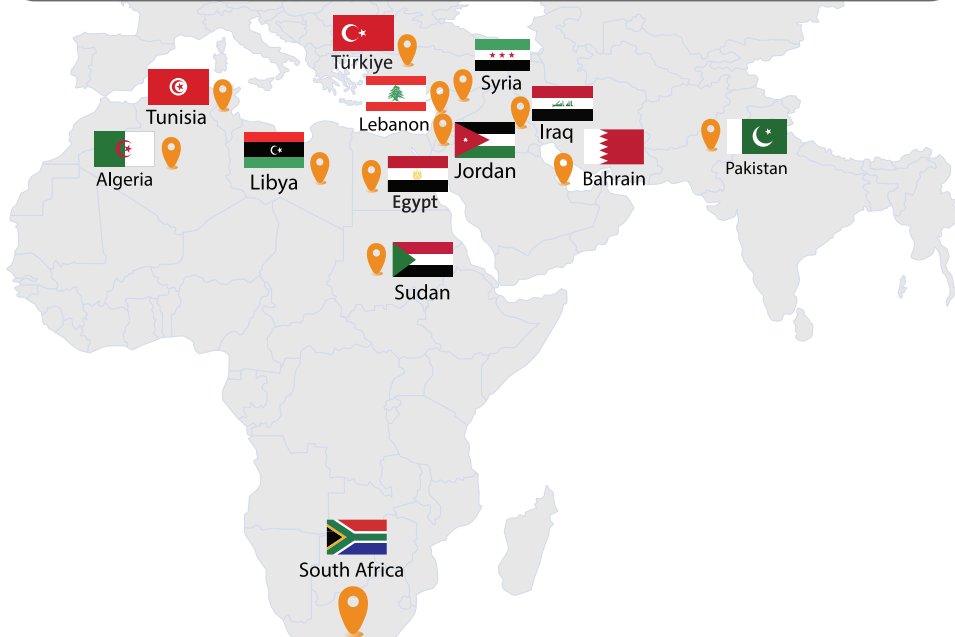 Türkiye
Syria
Tunisia
Lebanon
Iraq
Algeria
Libya
Jordan
Bahrain
Pakistan
Egypt
Sudan
South Africa